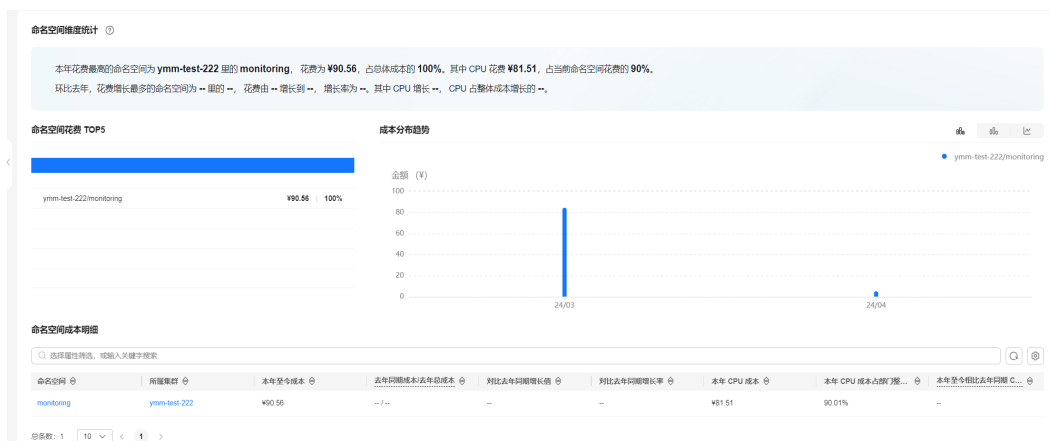 命名空间维度统计 ?
本年花费最高的命名空间为 ymm-test-222 里的 monitoring， 花费为 ¥90.56，占总体成本的 100%。其中 CPU 花费 ¥81.51，占当前命名空间花费的 90%。
环比去年，花费增长最多的命名空间为 -- 里的 --， 花费由 -- 增长到 --， 增长率为 --。其中 CPU 增长 --， CPU 占整体成本增长的 --。
命名空间花费 TOP5
ymm-test-222/monitoring ¥90.56 100%
成本分布趋势
ymm-test-222/monitoring
金额 (¥)
100
80
60
40
20
0
24/03 24/04
命名空间成本明细
选择属性筛选，或输入关键字搜索
命名空间 所属集群 本年至今成本 去年同期成本/去年总成本 对比去年同期增长值 对比去年同期增长率 本年 CPU 成本 本年 CPU 成本占部门整... 本年至今相比去年同期 C...
monitoring ymm-test-222 ¥90.56 -- / -- -- -- ¥81.51 90.01% --
总条数: 1 10 < 1 >